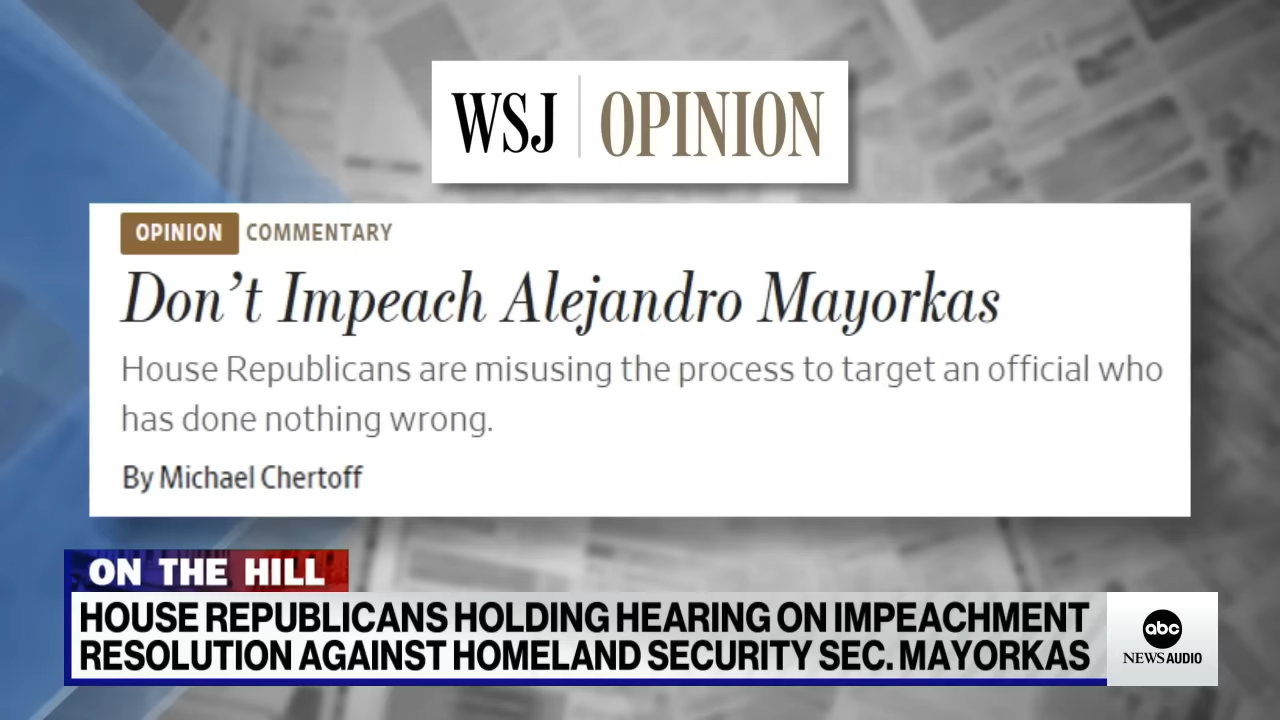 WSJ | OPINION
OPINION COMMENTARY
Don't Impeach Alejandro Mayorkas
House Republicans are misusing the process to target an official who
has done nothing wrong.
By Michael Chertoff
ON THE HILL
HOUSE REPUBLICANS HOLDING HEARING ON IMPEACHMENT
RESOLUTION AGAINST HOMELAND SECURITY SEC. MAYORKAS
abc
NEWS AUDIO